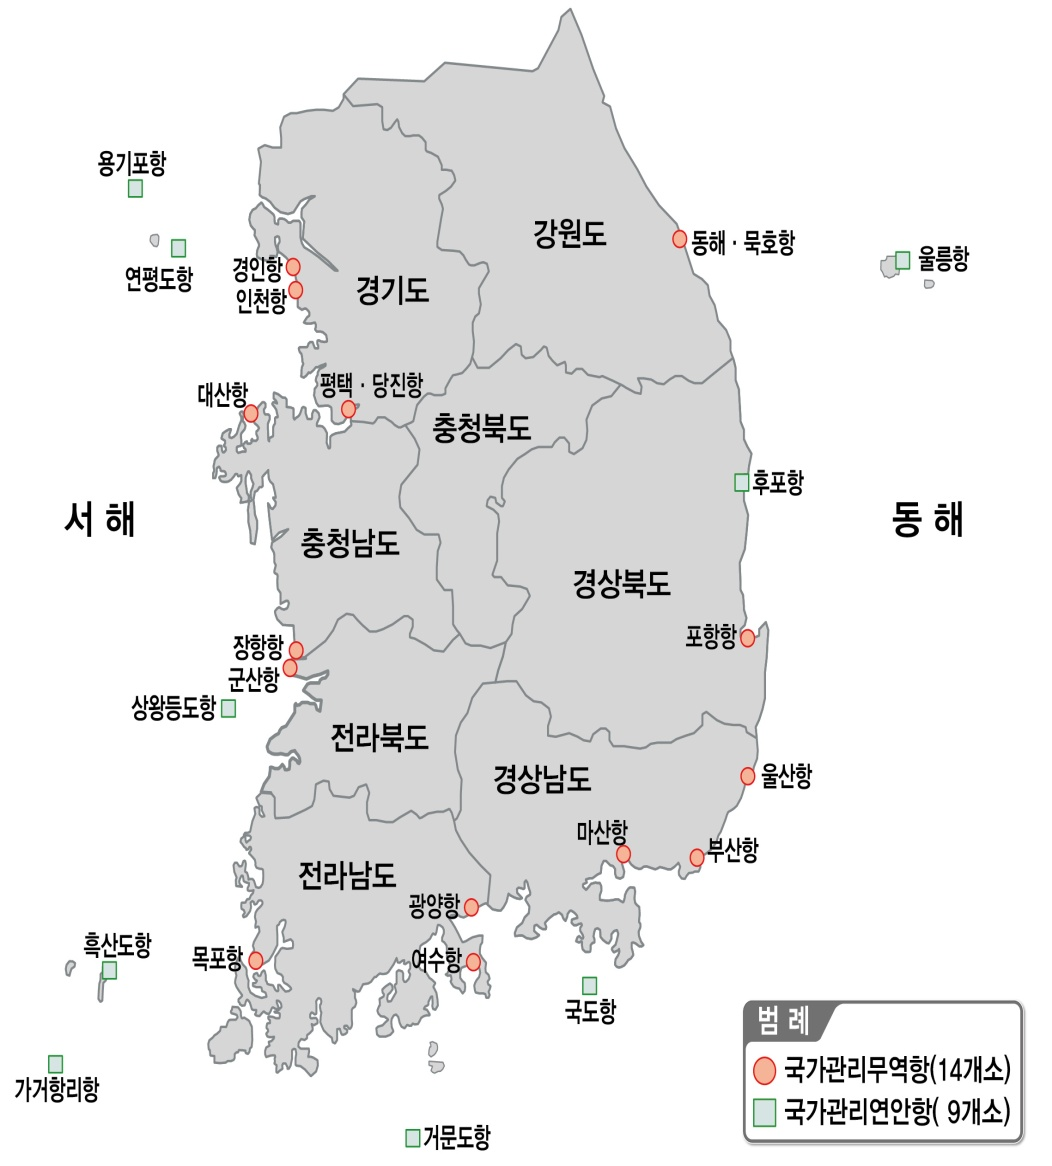 용기포항
연평도항
경인항
인천항
경기도
강원도
동해 · 묵호항
울릉항
대산항
평택 · 당진항
충청북도
후포항
서 해
동 해
충청남도
경상북도
포항항
장항항
군산항
상왕등도항
전라북도
경상남도
울산항
마산항
부산항
전라남도
광양항
흑산도항
목포항
여수항
국도항
가거항리항
거문도항
범 례
국가관리무역항(14개소)
국가관리연안항( 9개소)